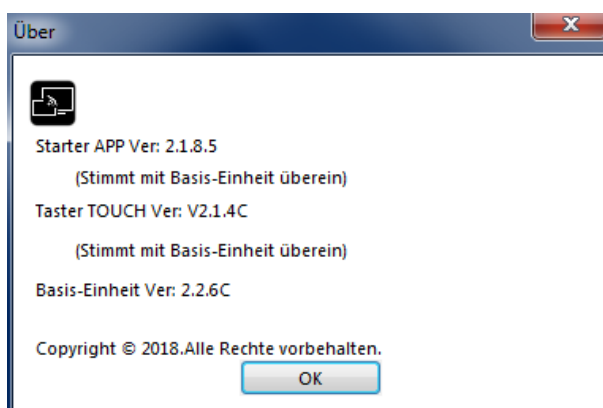 Über
Starter APP Ver: 2.1.8.5
(Stimmt mit Basis-Einheit überein)
Taster TOUCH Ver: V2.1.4C
(Stimmt mit Basis-Einheit überein)
Basis-Einheit Ver: 2.2.6C
Copyright © 2018.Alle Rechte vorbehalten.
OK